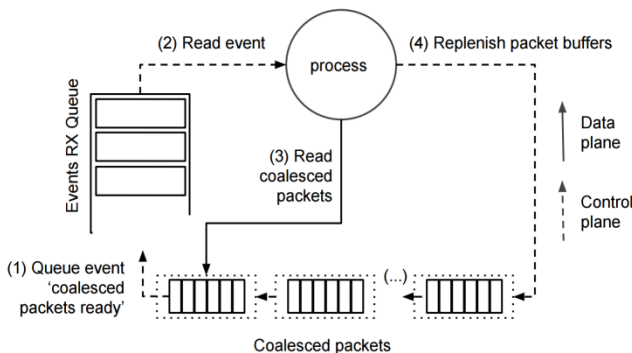 (2) Read event
(4) Replenish packet buffers
process
Events RX Queue
(3) Read
coalesced
packets
Data
plane
Control
plane
(1) Queue event
‘coalesced
packets ready’
(...)
Coalesced packets